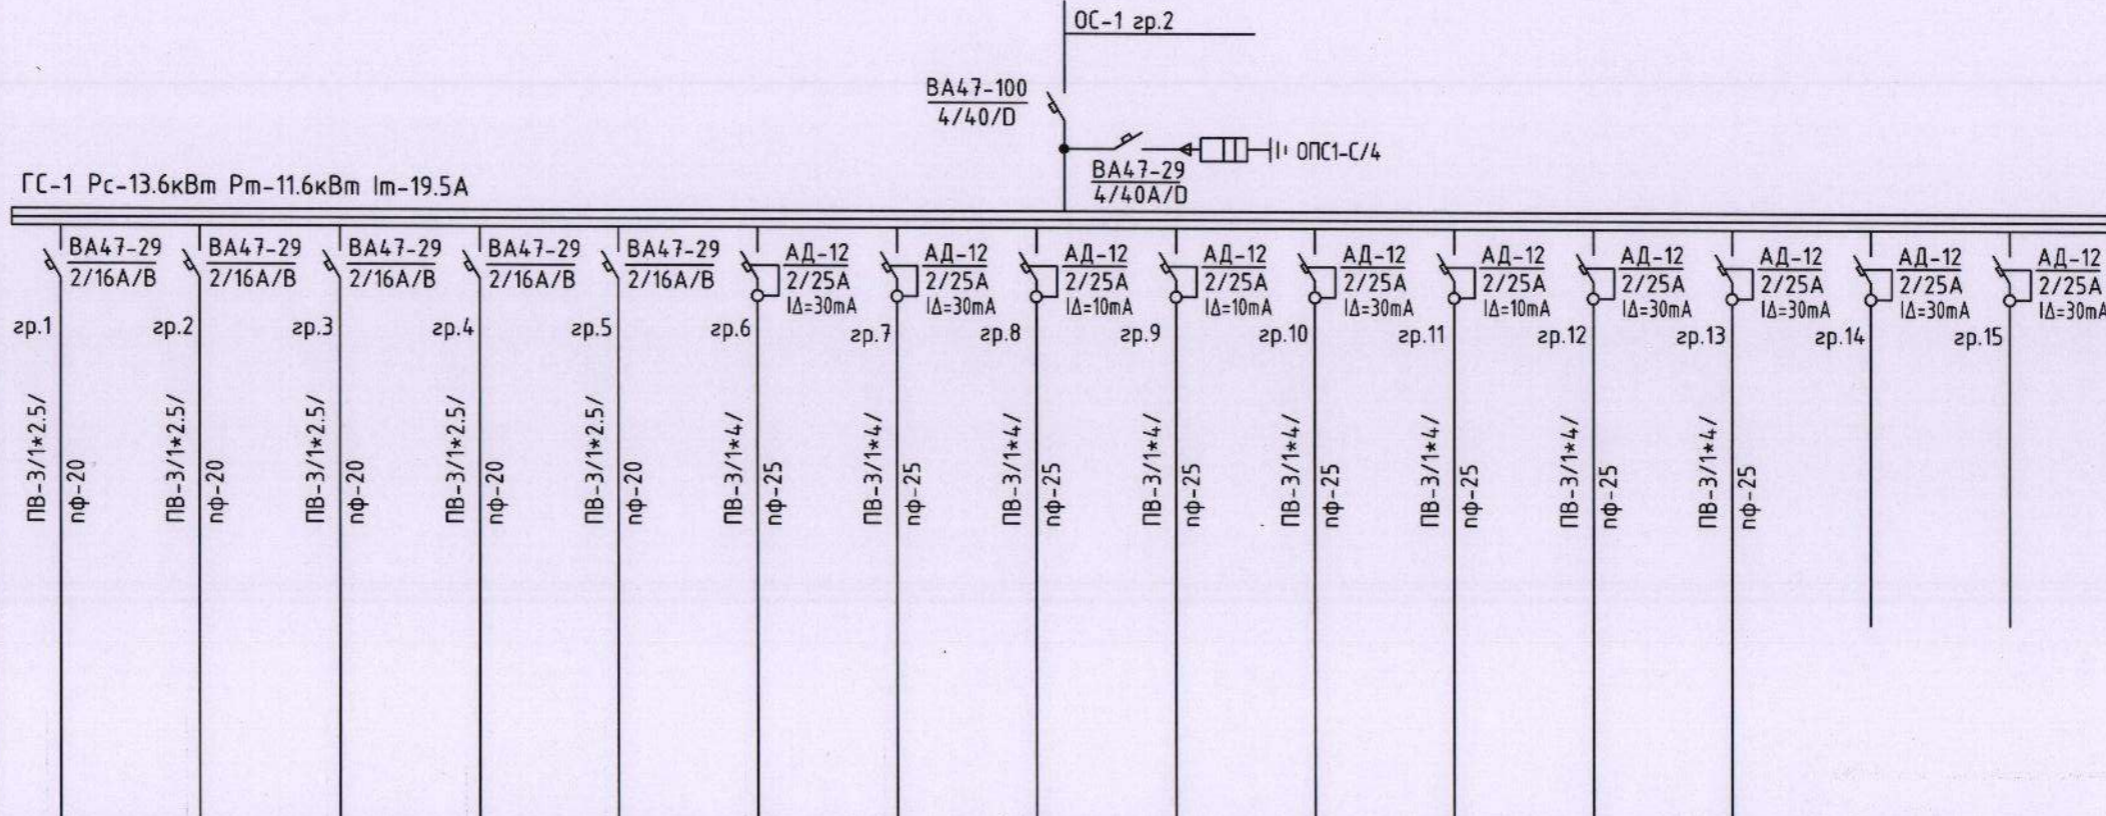 ОС-1 гр.2
ВА47-100
4/40/D
ОПС1-С/4
ВА47-29
4/40А/D
ГС-1 Рс-13.6кВт Рт-11.6кВт Iт-19.5А
ВА47-29
2/16А/В
гр.1
ПВ-3/1*2.5/
пф-20
ВА47-29
2/16А/В
гр.2
ПВ-3/1*2.5/
пф-20
ВА47-29
2/16А/В
гр.3
ПВ-3/1*2.5/
пф-20
ВА47-29
2/16А/В
гр.4
ПВ-3/1*2.5/
пф-20
ВА47-29
2/16А/В
гр.5
ПВ-3/1*2.5/
пф-20
АД-12
2/25А
IΔ=30mA
гр.6
ПВ-3/1*4/
пф-25
АД-12
2/25А
IΔ=30mA
гр.7
ПВ-3/1*4/
пф-25
АД-12
2/25А
IΔ=10mA
гр.8
ПВ-3/1*4/
пф-25
АД-12
2/25А
IΔ=10mA
гр.9
ПВ-3/1*4/
пф-25
АД-12
2/25А
IΔ=30mA
гр.10
ПВ-3/1*4/
пф-25
АД-12
2/25А
IΔ=10mA
гр.11
ПВ-3/1*4/
пф-25
АД-12
2/25А
IΔ=30mA
гр.12
ПВ-3/1*4/
пф-25
АД-12
2/25А
IΔ=30mA
гр.13
ПВ-3/1*4/
пф-25
АД-12
2/25А
IΔ=30mA
гр.14
АД-12
2/25А
IΔ=30mA
гр.15